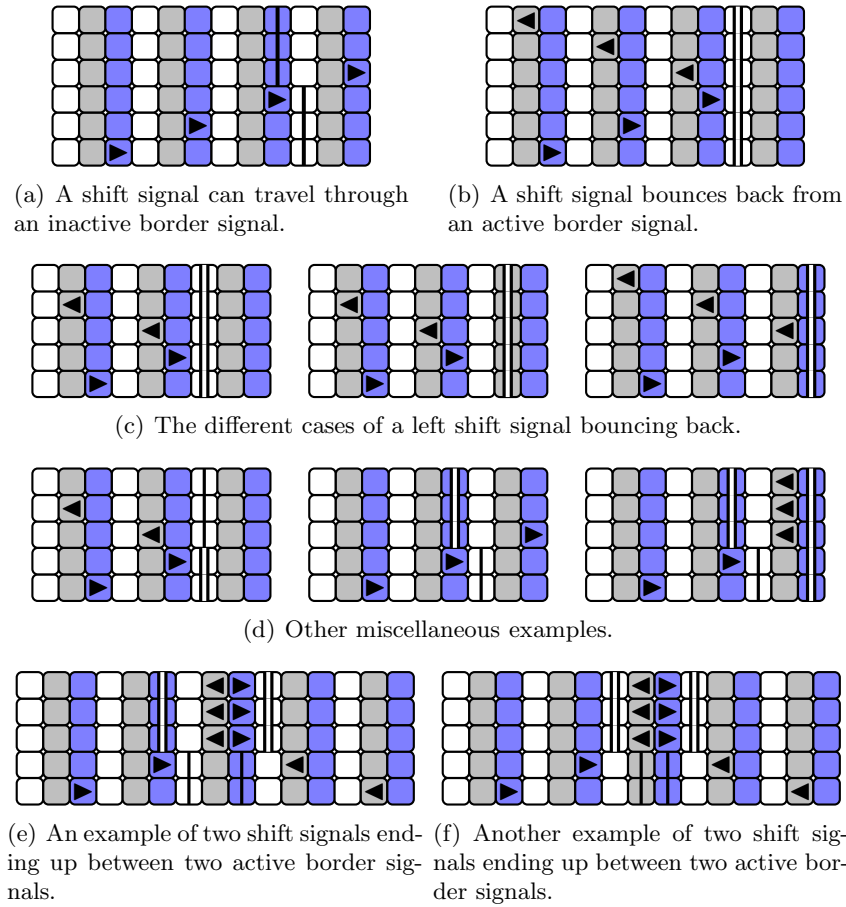 (a) A shift signal can travel through
an inactive border signal.
(b) A shift signal bounces back from
an active border signal.
(c) The different cases of a left shift signal bouncing back.
(d) Other miscellaneous examples.
(e) An example of two shift signals end-
ing up between two active border sig-
nals.
(f) Another example of two shift sig-
nals ending up between two active bor-
der signals.